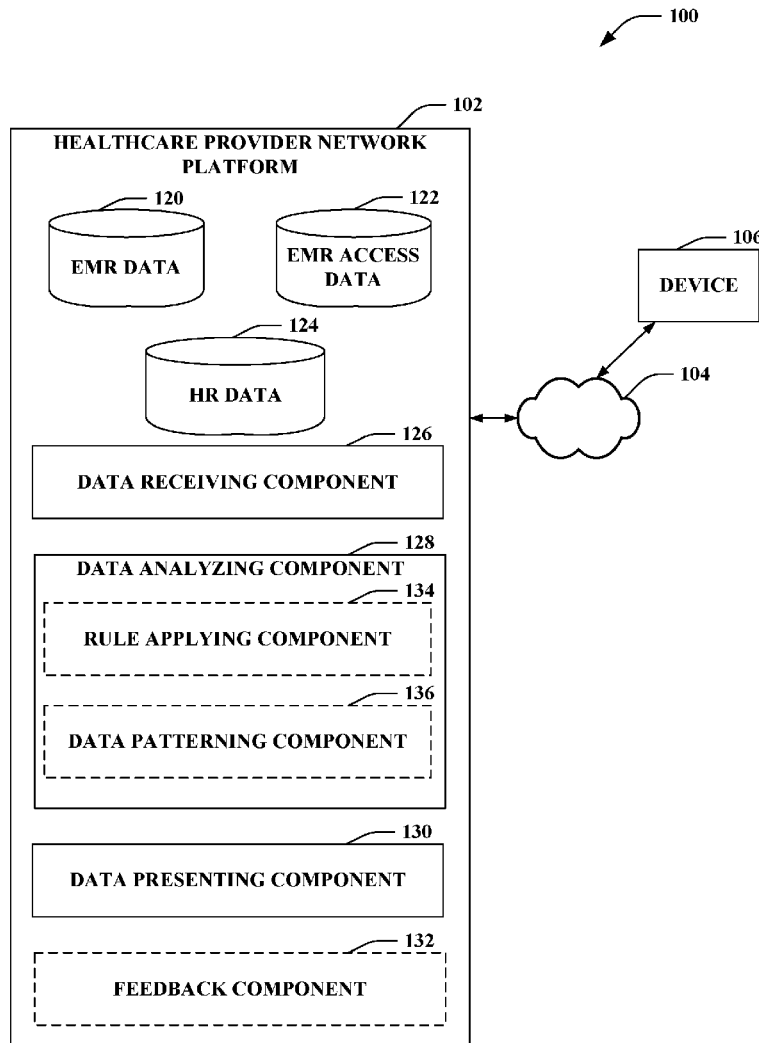 100
102
HEALTHCARE PROVIDER NETWORK
PLATFORM
120
122
EMR DATA
EMR ACCESS
DATA
106
DEVICE
124
HR DATA
104
126
DATA RECEIVING COMPONENT
128
DATA ANALYZING COMPONENT
134
RULE APPLYING COMPONENT
136
DATA PATTERNING COMPONENT
130
DATA PRESENTING COMPONENT
132
FEEDBACK COMPONENT